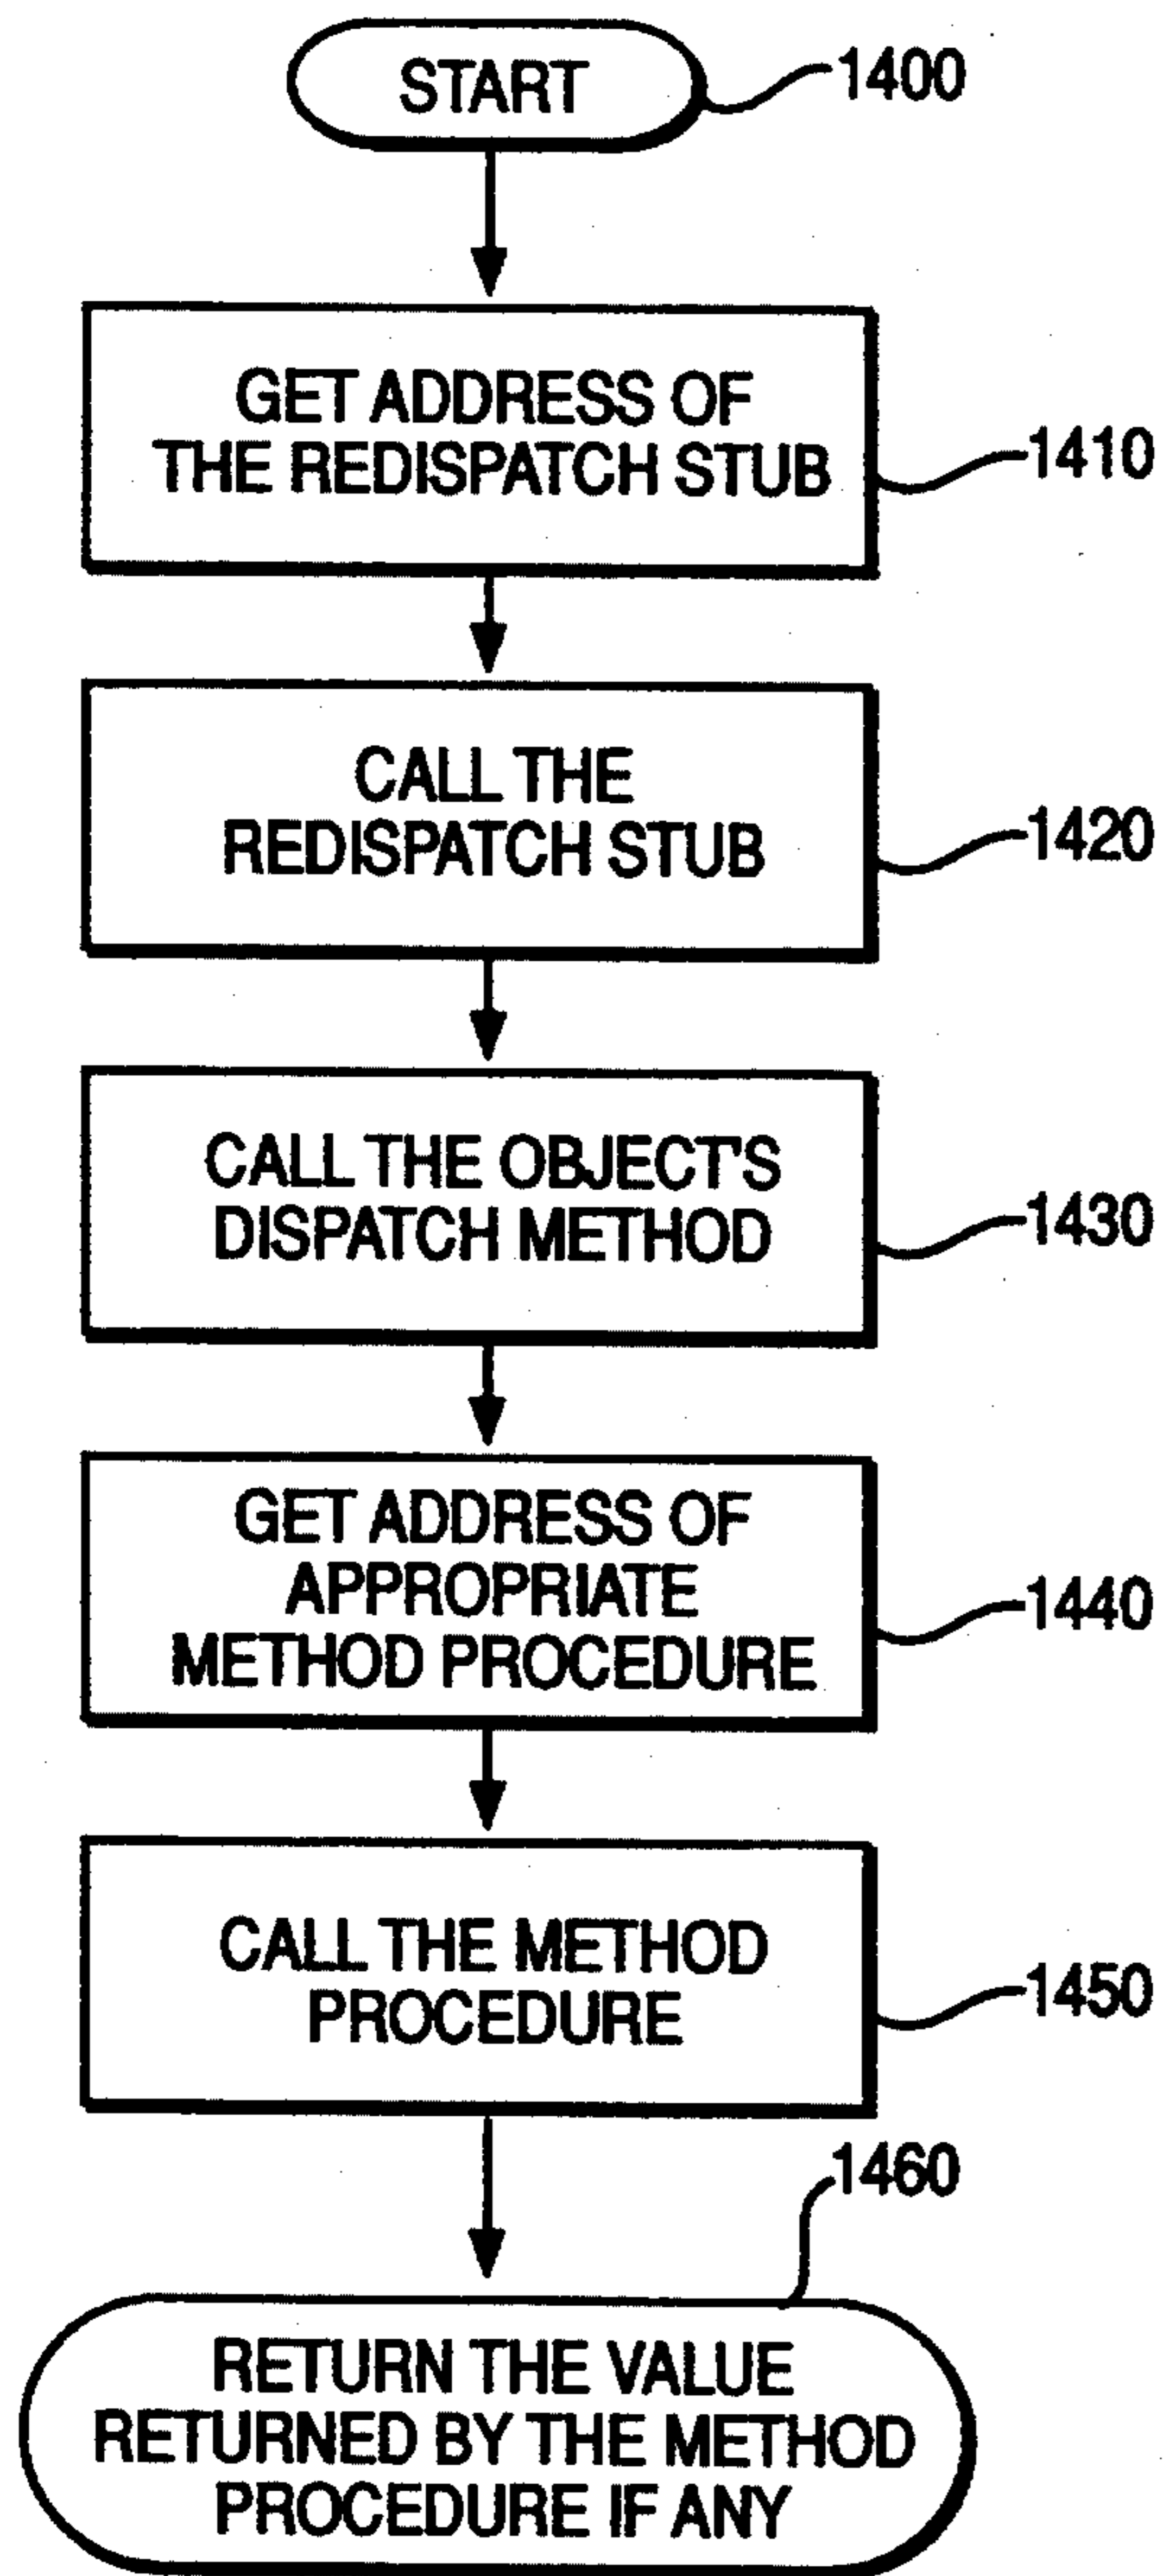 START
1400
GET ADDRESS OF
THE REDISPATCH STUB
1410
CALL THE
REDISPATCH STUB
1420
CALL THE OBJECT'S
DISPATCH METHOD
1430
GET ADDRESS OF
APPROPRIATE
METHOD PROCEDURE
1440
CALL THE METHOD
PROCEDURE
1450
1460
RETURN THE VALUE
RETURNED BY THE METHOD
PROCEDURE IF ANY